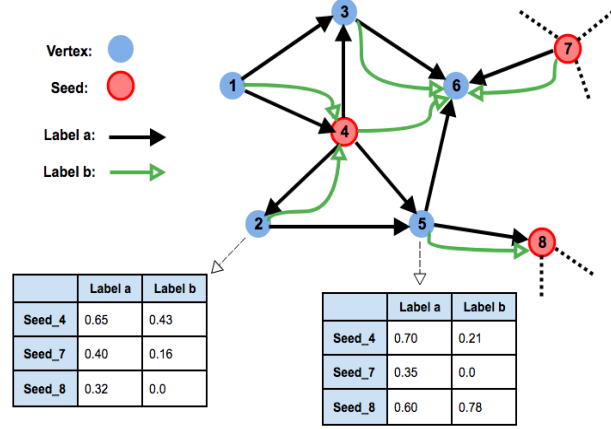 Vertex:
Seed:
Label a:
Label b:
3
7
1
6
4
2
5
8
Label a Label b
Seed_4 0.65 0.43
Seed_7 0.40 0.16
Seed_8 0.32 0.0
Label a Label b
Seed_4 0.70 0.21
Seed_7 0.35 0.0
Seed_8 0.60 0.78